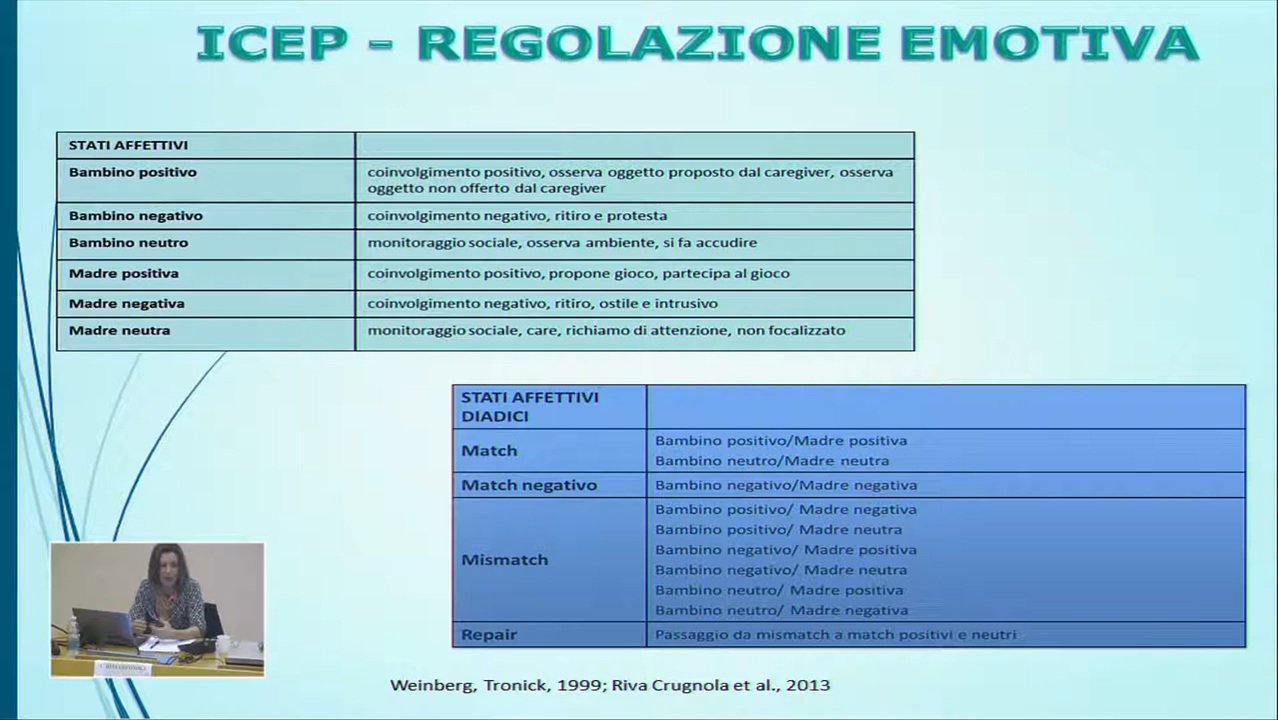 ICEP - REGOLAZIONE EMOTIVA
STATI AFFETTIVI
Bambino positivo
coinvolgimento positivo, osserva oggetto proposto dal caregiver, osserva
oggetto non offerto dal caregiver
Bambino negativo
coinvolgimento negativo, ritiro e protesta
Bambino neutro
monitoraggio sociale, osserva ambiente, si fa accudire
Madre positiva
coinvolgimento positivo, propone gioco, partecipa al gioco
Madre negativa
coinvolgimento negativo, ritiro, ostile e intrusivo
Madre neutra
monitoraggio sociale, care, richiamo di attenzione, non focalizzato
STATI AFFETTIVI
DIADICI
Match
Bambino positivo/Madre positiva
Bambino neutro/Madre neutra
Match negativo
Bambino negativo/Madre negativa
Mismatch
Bambino positivo/ Madre negativa
Bambino positivo/ Madre neutra
Bambino negativo/ Madre positiva
Bambino negativo/ Madre neutra
Bambino neutro/ Madre positiva
Bambino neutro/ Madre negativa
Repair
Passaggio da mismatch a match positivi e neutri
Weinberg, Tronick, 1999; Riva Crugnola et al., 2013